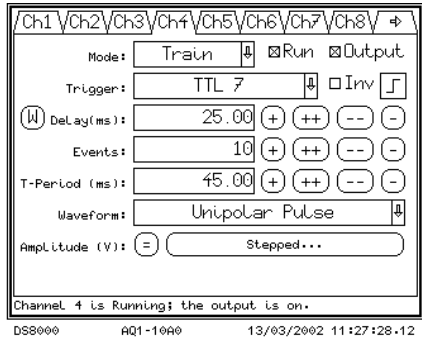 Ch1 Ch2 Ch3 Ch4 Ch5 Ch6 Ch7 Ch8
Mode: Train Run Output
Trigger: TTL 7 Inv
W Delay(ms): 25.00 + ++ -- -
Events: 10 + ++ -- -
T-Period (ms): 45.00 + ++ -- -
Waveform: Unipolar Pulse
Amplitude (V): = Stepped...
Channel 4 is Running; the output is on.
DS8000 AQ1-10A0 13/03/2002 11:27:28.12